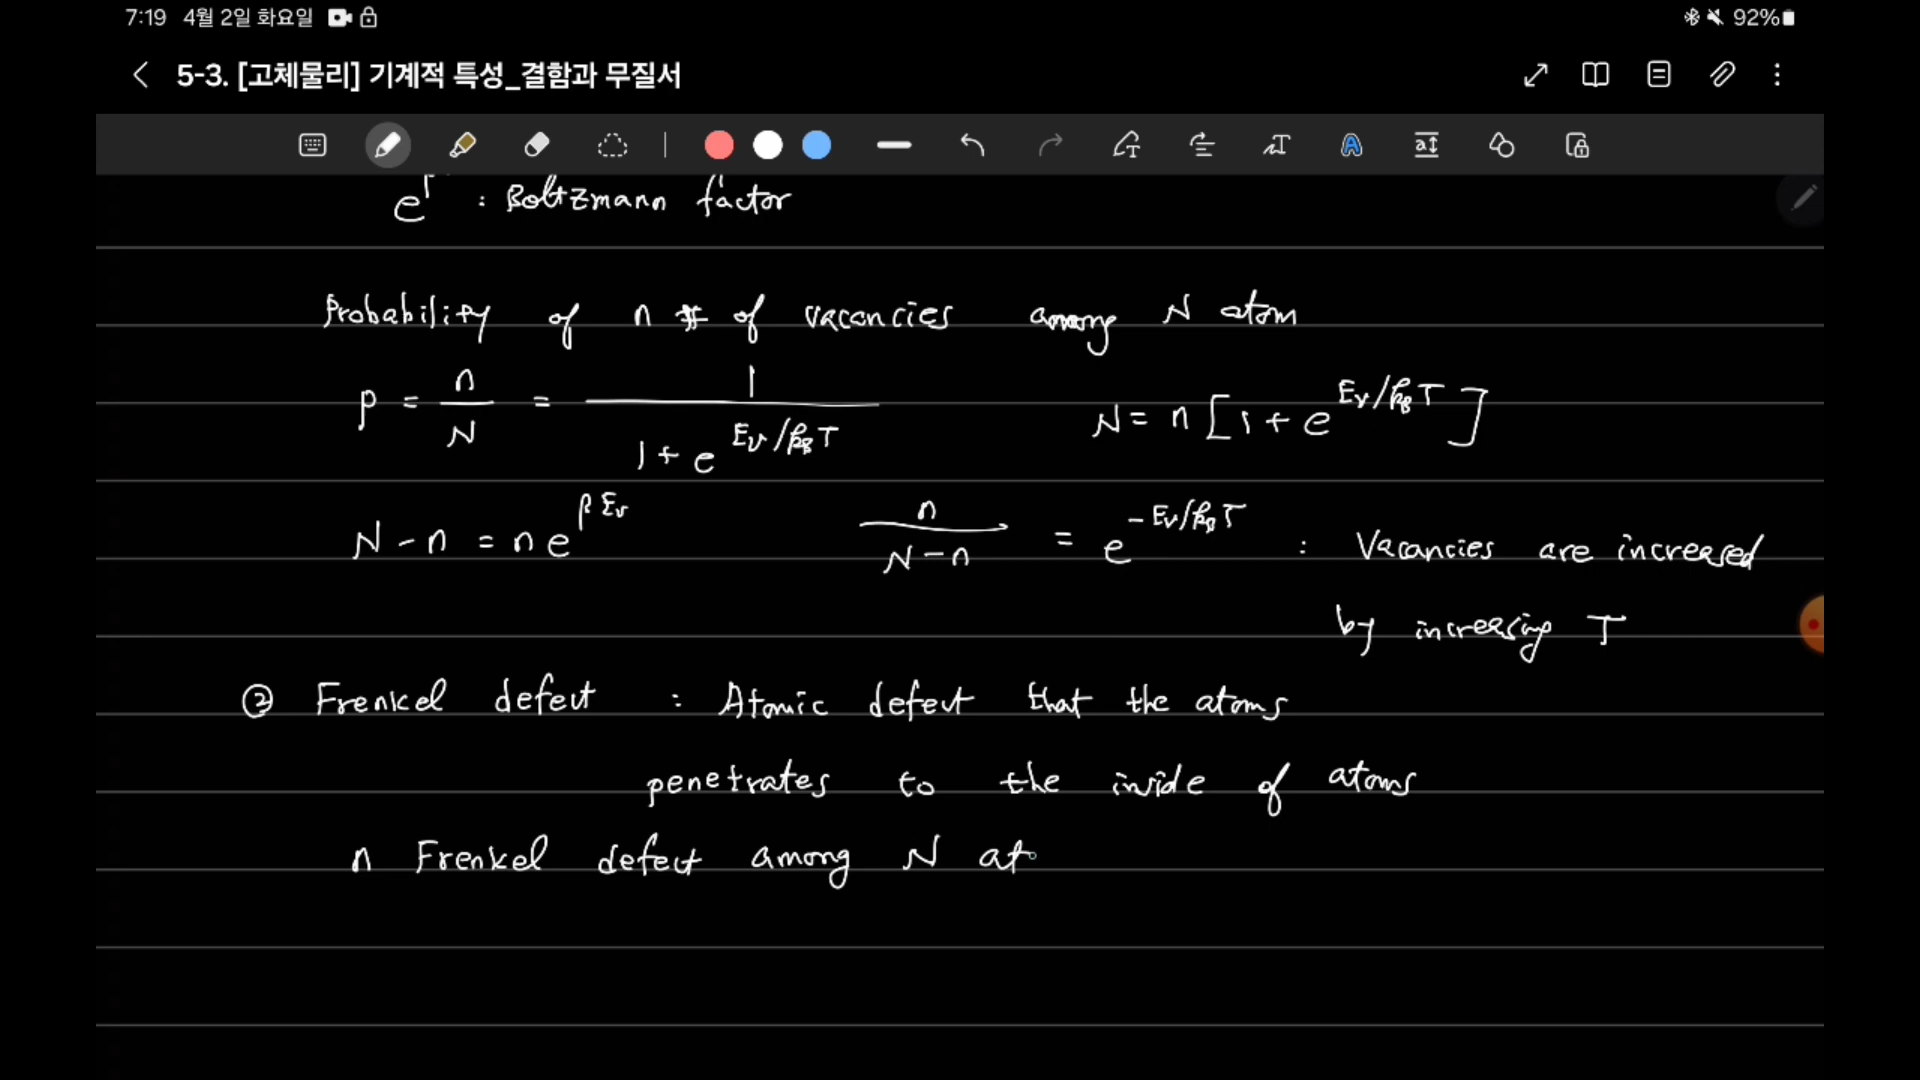 7:19 4월 2일 화요일 92%
5-3. [고체물리] 기계적 특성_결함과 무질서
: Boltzmann factor
Probability of n # of vacancies among N atom
P = n/N = 1/(1 + e^(Ev/kBT)) N = n [1 + e^(Ev/kBT)]
N - n = n e^(βEv) n/(N - n) = e^(-Ev/kBT) : Vacancies are increased
by increasing T
② Frenkel defect : Atomic defect that the atoms
penetrates to the inside of atoms
n Frenkel defect among N at